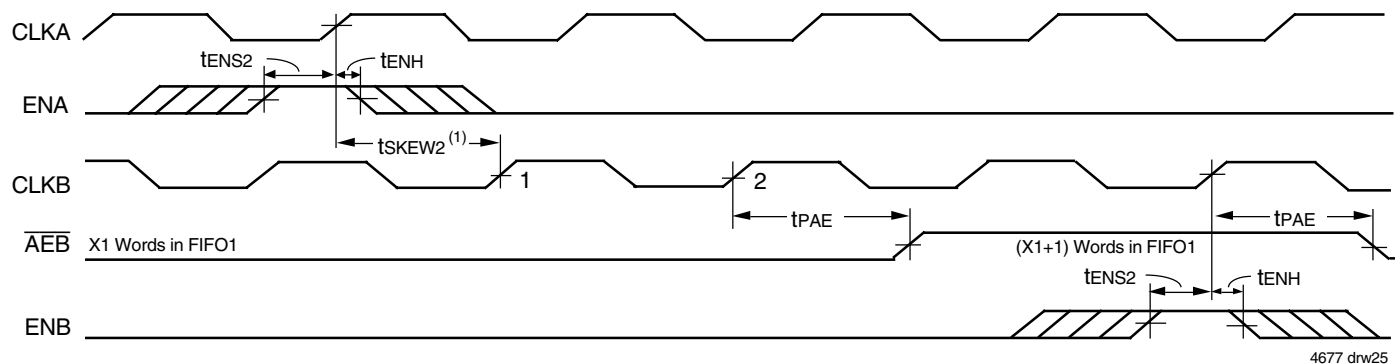 CLKA
tENS2 tENH
ENA
tSKEW2 (1)
CLKB 1 2
tPAE tPAE
AEB X1 Words in FIFO1 (X1+1) Words in FIFO1
tENS2 tENH
ENB
4677 drw25